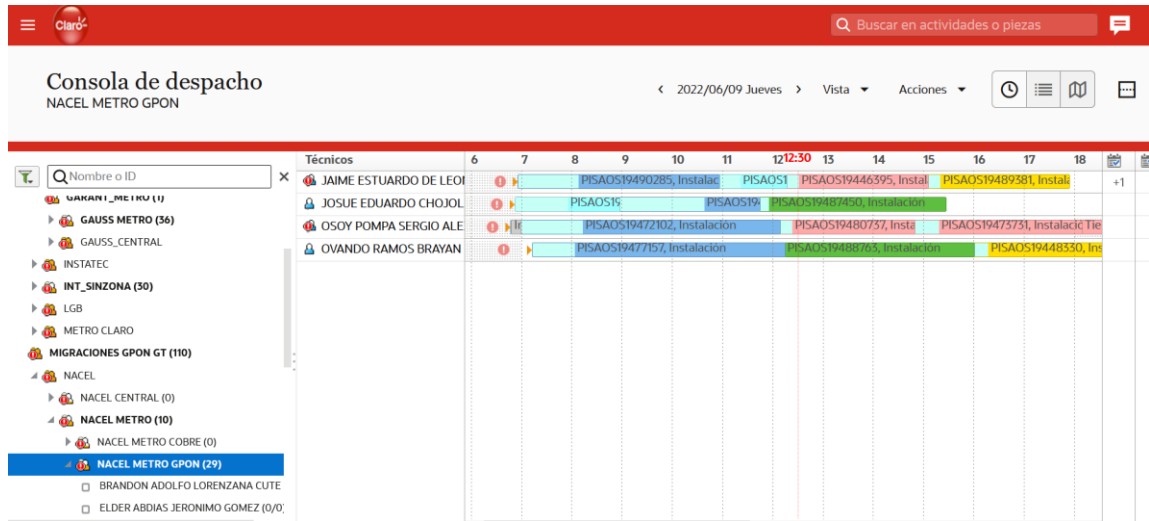 Claro
Buscar en actividades o piezas
Consola de despacho
NACEL METRO GPON
2022/06/09 Jueves
Vista
Acciones
Nombre o ID
GARANT_METRO (1)
GAUSS METRO (36)
GAUSS_CENTRAL
INSTATEC
INT_SINZONA (30)
LGB
METRO CLARO
MIGRACIONES GPON GT (110)
NACEL
NACEL CENTRAL (0)
NACEL METRO (10)
NACEL METRO COBRE (0)
NACEL METRO GPON (29)
BRANDON ADOLFO LORENZANA CUTE
ELDER ABDIAS JERONIMO GOMEZ (0/0)
Técnicos 6 7 8 9 10 11 12 12:30 13 14 15 16 17 18
JAIME ESTUARDO DE LEO PISAOS19490285, Instalac PISAOS1 PISAOS19446395, Instal PISAOS19489381, Instala +1
JOSUE EDUARDO CHOJOL PISAOS19 PISAOS19 PISAOS19487450, Instalación
OSOY POMPA SERGIO ALE In PISAOS19472102, Instalación PISAOS19480737, Insta PISAOS19473731, Instalació Tie
OVANDO RAMOS BRAYAN PISAOS19477157, Instalación PISAOS19488763, Instalación PISAOS19448330, Ins